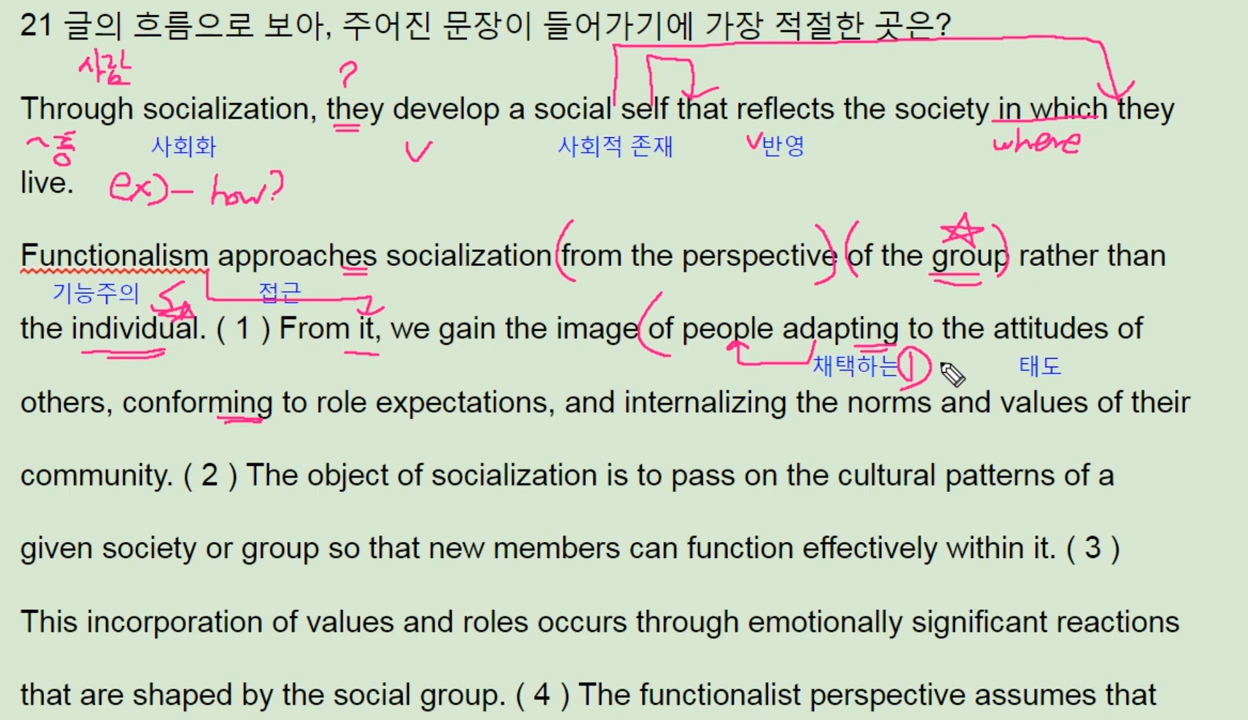 21 글의 흐름으로 보아, 주어진 문장이 들어가기에 가장 적절한 곳은?
사람
?
Through socialization, they develop a social self that reflects the society in which they
~중 사회화 V 사회적 존재 V반영 where
live. ex)- how?
Functionalism approaches socialization (from the perspective) (of the group) rather than
기능주의 접근
the individual. ( 1 ) From it, we gain the image (of people adapting to the attitudes of
채택하는 ① 태도
others, conforming to role expectations, and internalizing the norms and values of their
community. ( 2 ) The object of socialization is to pass on the cultural patterns of a
given society or group so that new members can function effectively within it. ( 3 )
This incorporation of values and roles occurs through emotionally significant reactions
that are shaped by the social group. ( 4 ) The functionalist perspective assumes that